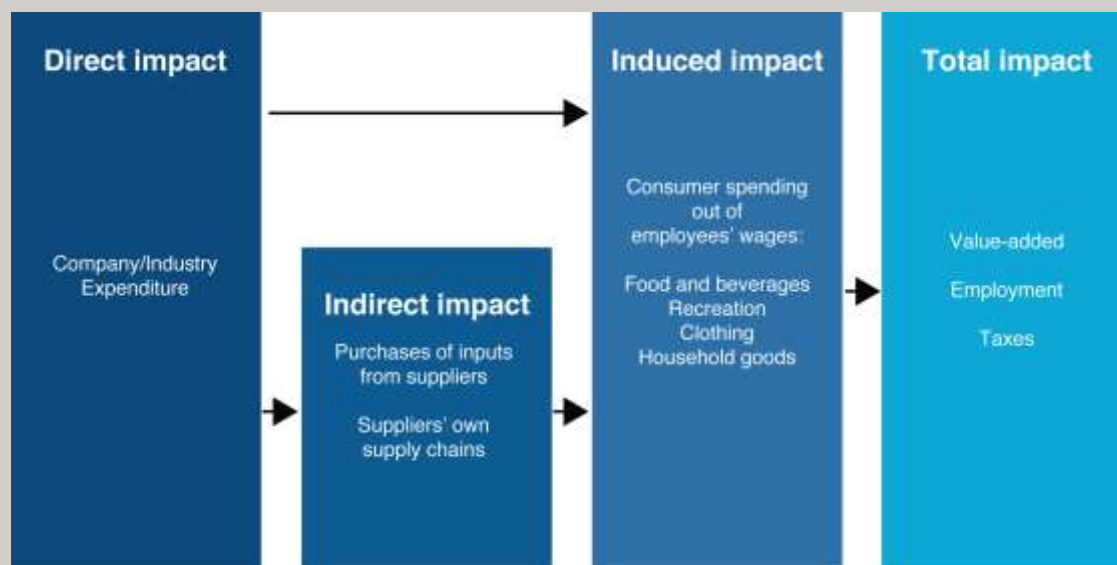 Direct impact
Company/Industry
Expenditure
Indirect impact
Purchases of inputs
from suppliers
Suppliers' own
supply chains
Induced impact
Consumer spending
out of
employees' wages:
Food and beverages
Recreation
Clothing
Household goods
Total impact
Value-added
Employment
Taxes